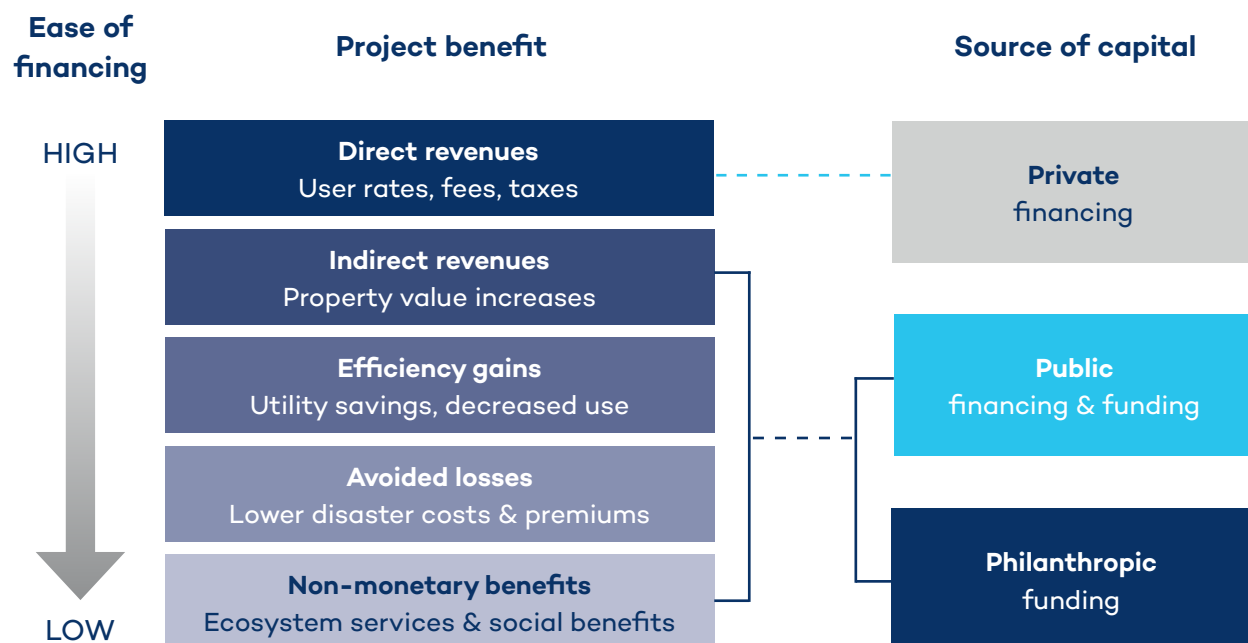 Ease of
financing
Project benefit
Source of capital
HIGH
Direct revenues
User rates, fees, taxes
Private
financing
Indirect revenues
Property value increases
Efficiency gains
Utility savings, decreased use
Public
financing & funding
Avoided losses
Lower disaster costs & premiums
Non-monetary benefits
Ecosystem services & social benefits
Philanthropic
funding
LOW